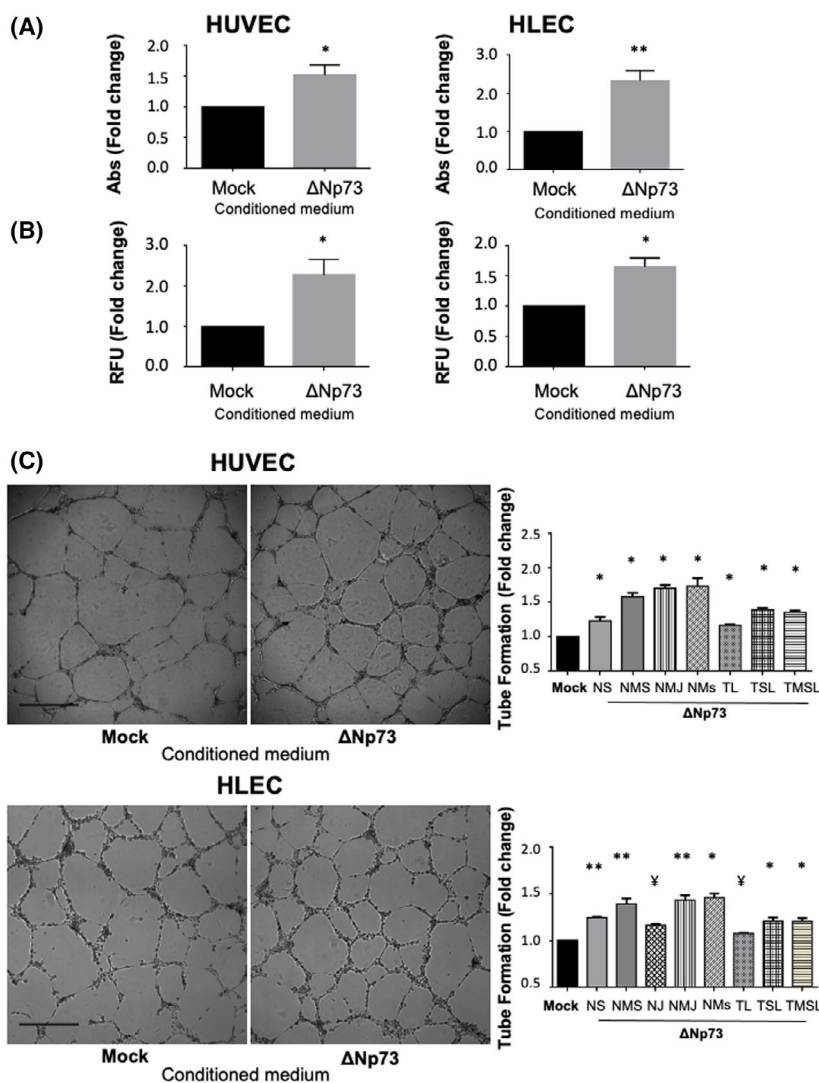 (A)
HUVEC
HLEC
Abs (Fold change)
2.0
1.5
1.0
0.5
0.0
*
Mock
ΔNp73
Conditioned medium
Abs (Fold change)
3.0
2.0
1.0
0.0
**
Mock
ΔNp73
Conditioned medium
(B)
RFU (Fold change)
3.0
2.0
1.0
0.0
*
Mock
ΔNp73
Conditioned medium
RFU (Fold change)
2.0
1.5
1.0
0.5
0.0
*
Mock
ΔNp73
Conditioned medium
(C)
HUVEC
Mock
ΔNp73
Conditioned medium
Tube Formation (Fold change)
2.5
2.0
1.5
1.0
0.5
* * * * * * *
Mock NS NMS NMJ NMs TL TSL TMSL
ΔNp73
HLEC
Mock
ΔNp73
Conditioned medium
Tube Formation (Fold change)
2.0
1.5
1.0
0.5
** ** ¥ ** * ¥ * *
Mock NS NMS NJ NMJ NMs TL TSL TMSL
ΔNp73